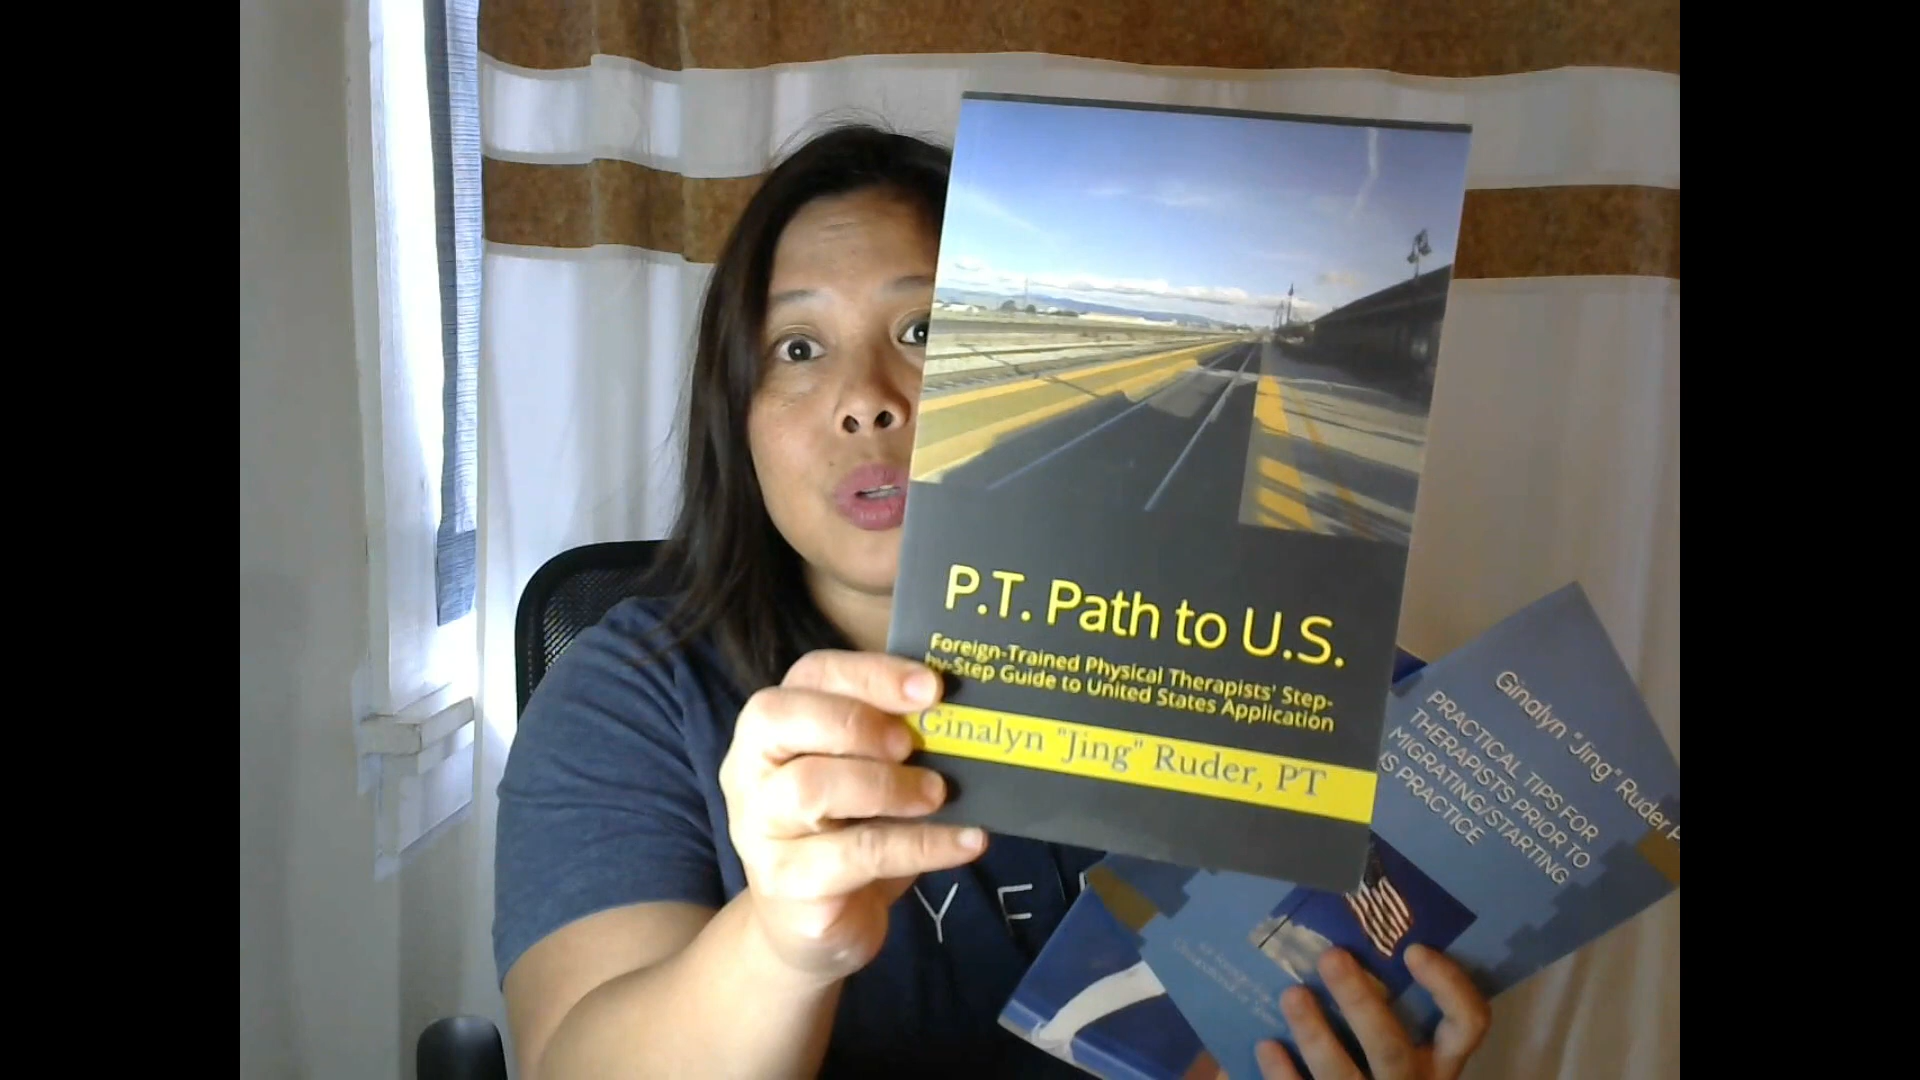 P.T. Path to U.S.
Foreign-Trained Physical Therapists' Step-
by-Step Guide to United States Application
Ginalyn "Jing" Ruder, PT
Ginalyn "Jing" Ruder
PRACTICAL TIPS FOR
THERAPISTS PRIOR TO
MIGRATING/STARTING
US PRACTICE
Y E